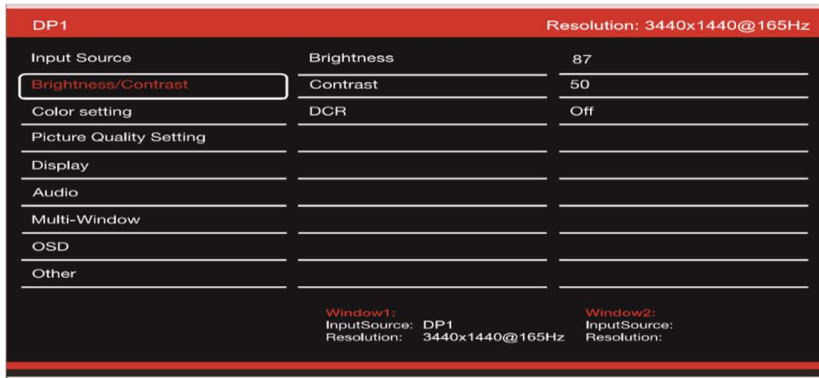 DP1 Resolution: 3440x1440@165Hz
Input Source Brightness 87
Brightness/Contrast Contrast 50
Color setting DCR Off
Picture Quality Setting
Display
Audio
Multi-Window
OSD
Other
Window1: Window2:
InputSource: DP1 InputSource:
Resolution: 3440x1440@165Hz Resolution: